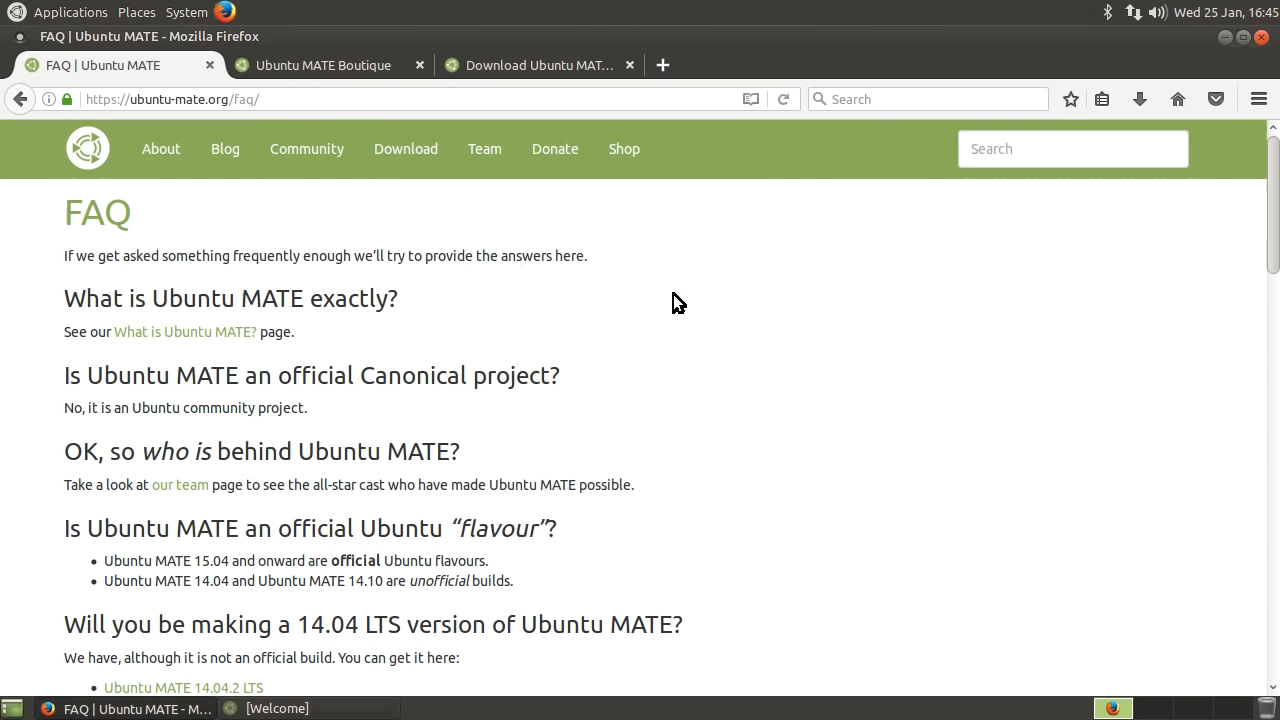 Applications Places System Wed 25 Jan, 16:45
FAQ | Ubuntu MATE - Mozilla Firefox
FAQ | Ubuntu MATE Ubuntu MATE Boutique Download Ubuntu MAT...
https://ubuntu-mate.org/faq/ Search
About Blog Community Download Team Donate Shop Search
FAQ
If we get asked something frequently enough we’ll try to provide the answers here.
What is Ubuntu MATE exactly?
See our What is Ubuntu MATE? page.
Is Ubuntu MATE an official Canonical project?
No, it is an Ubuntu community project.
OK, so who is behind Ubuntu MATE?
Take a look at our team page to see the all-star cast who have made Ubuntu MATE possible.
Is Ubuntu MATE an official Ubuntu “flavour”?
• Ubuntu MATE 15.04 and onward are official Ubuntu flavours.
• Ubuntu MATE 14.04 and Ubuntu MATE 14.10 are unofficial builds.
Will you be making a 14.04 LTS version of Ubuntu MATE?
We have, although it is not an official build. You can get it here:
• Ubuntu MATE 14.04.2 LTS
FAQ | Ubuntu MATE - M... [Welcome]